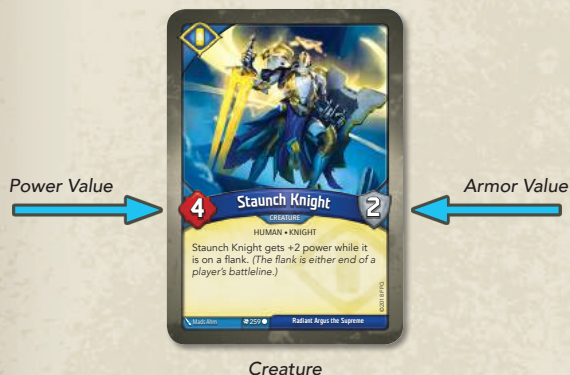 Power Value
Armor Value
4
Staunch Knight
2
CREATURE
HUMAN • KNIGHT
Staunch Knight gets +2 power while it
is on a flank. (The flank is either end of a
player's battleline.)
©2018 FFG
Mads Ahm
259
Radiant Argus the Supreme
Creature